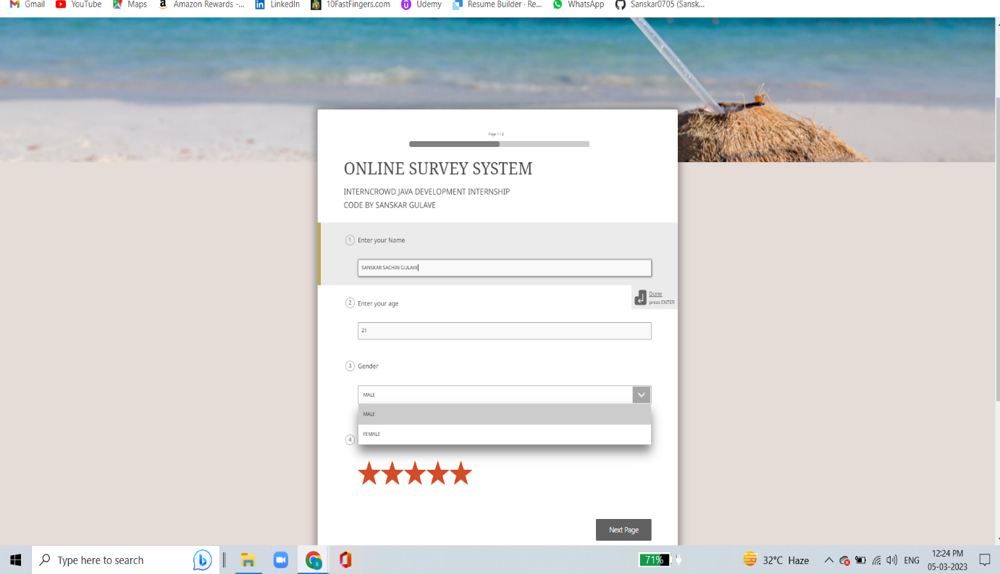 Gmail YouTube Maps Amazon Rewards -... LinkedIn 10FastFingers.com Udemy Resume Builder · Re... WhatsApp Sanskar0705 (Sansk...
Page 1 / 2
ONLINE SURVEY SYSTEM
INTERNCROWD JAVA DEVELOPMENT INTERNSHIP
CODE BY SANSKAR GULAVE
1 Enter your Name
SANSKAR SACHIN GULAVE
Done
press ENTER
2 Enter your age
21
3 Gender
MALE
MALE
FEMALE
4
Next Page
Type here to search
71%
32°C Haze
ENG
12:24 PM
05-03-2023